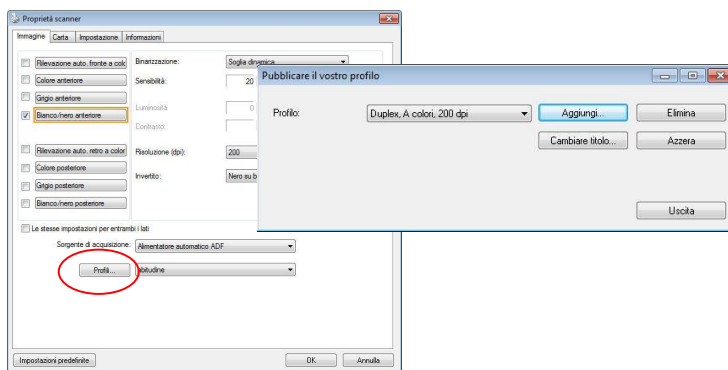 Proprietà scanner
Immagine Carta Impostazione Informazioni
Rilevazione auto. fronte a colo
Colore anteriore
Grigio anteriore
Bianco/nero anteriore
Rilevazione auto. retro a color
Colore posteriore
Grigio posteriore
Bianco/nero posteriore
Binarizzazione: Soglia dinamica
Sensibilità: 20
Luminosità 0
Contrasto:
Risoluzione (dpi): 200
Invertito: Nero su b
Le stesse impostazioni per entrambi i lati
Sorgente di acquisizione: Alimentatore automatico ADF
Profili... abitudine
Impostazioni predefinite OK Annulla
Pubblicare il vostro profilo
Profilo: Duplex, A colori, 200 dpi Aggiungi... Elimina
Cambiare titolo... Azzera
Uscita